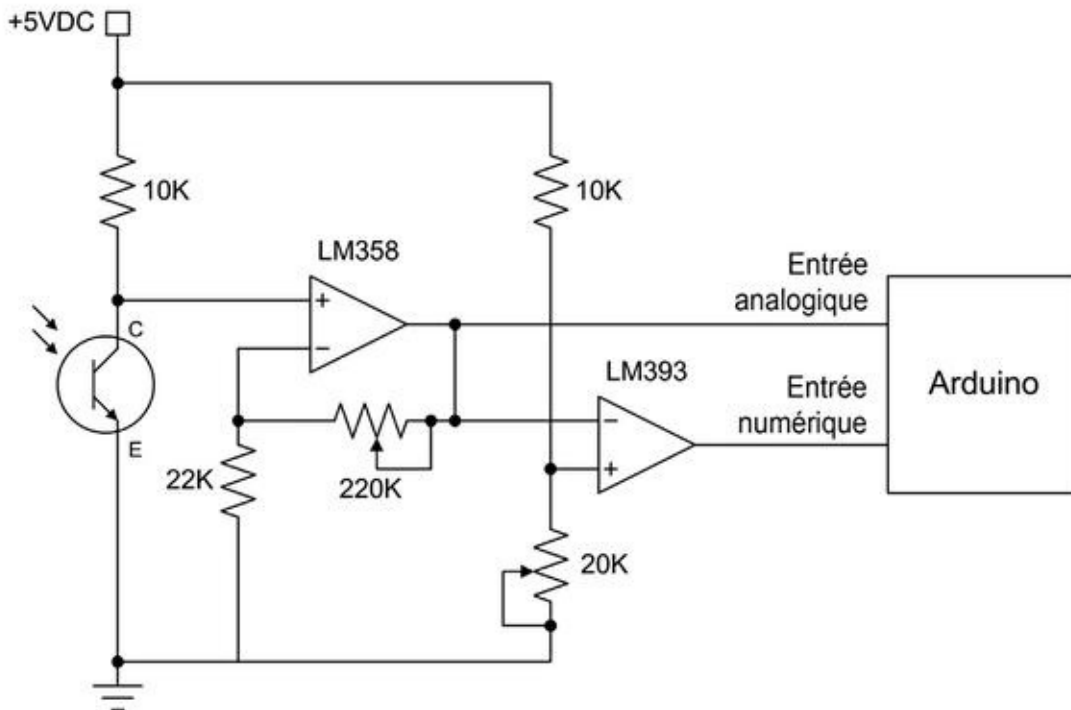 +5VDC
10K
10K
LM358
+
−
C
E
22K
220K
LM393
−
+
20K
Entrée
analogique
Entrée
numérique
Arduino